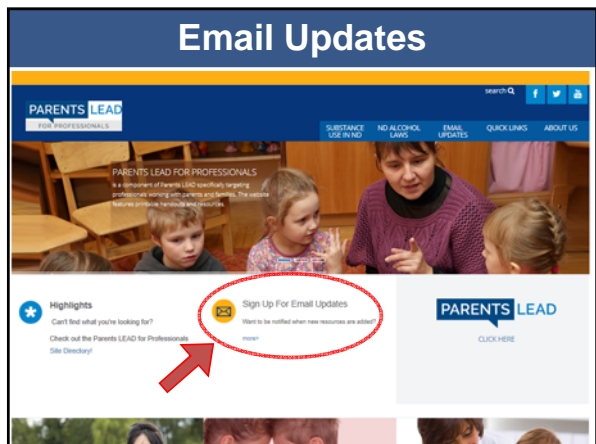 Email Updates
search
PARENTS LEAD
FOR PROFESSIONALS
SUBSTANCE
USE IN ND
ND ALCOHOL
LAWS
EMAIL
UPDATES
QUICK LINKS
ABOUT US
PARENTS LEAD FOR PROFESSIONALS
is a component of Parents LEAD specifically targeting
professionals working with parents and families. The website
features printable handouts and resources.
Highlights
Can't find what you're looking for?
Check out the Parents LEAD for Professionals
Site Directory!
Sign Up For Email Updates
Want to be notified when new resources are added?
more>
PARENTS LEAD
CLICK HERE